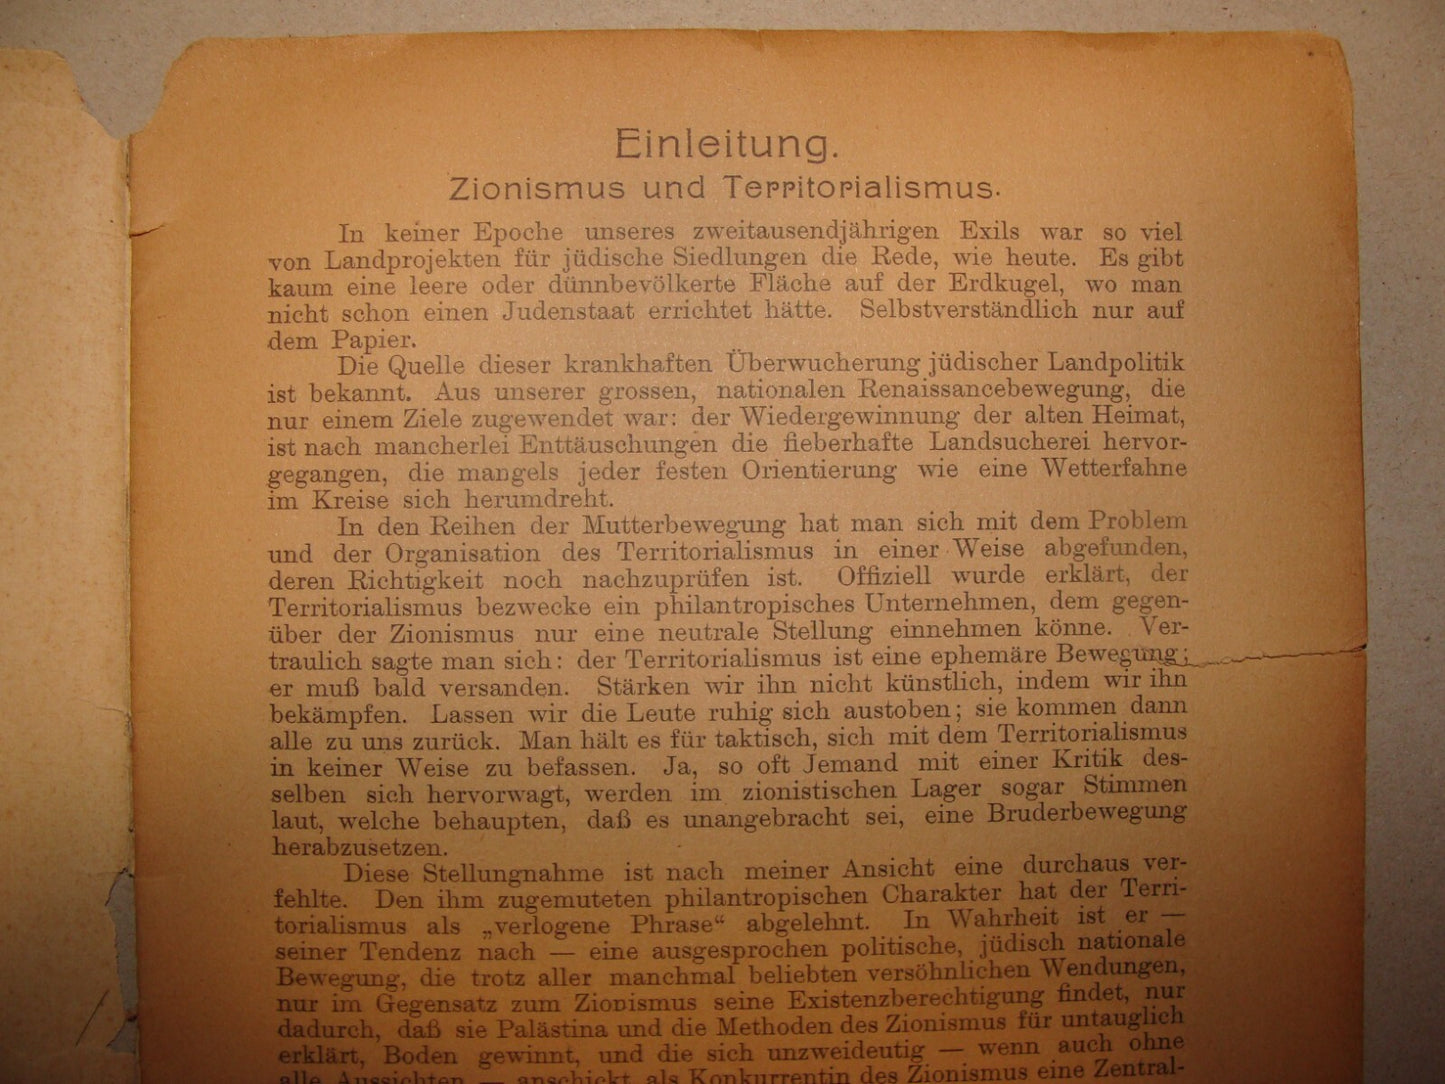 Einleitung.
Zionismus und Territorialismus.
In keiner Epoche unseres zweitausendjährigen Exils war so viel
von Landprojekten für jüdische Siedlungen die Rede, wie heute. Es gibt
kaum eine leere oder dünnbevölkerte Fläche auf der Erdkugel, wo man
nicht schon einen Judenstaat errichtet hätte. Selbstverständlich nur auf
dem Papier.
Die Quelle dieser krankhaften Überwucherung jüdischer Landpolitik
ist bekannt. Aus unserer grossen, nationalen Renaissancebewegung, die
nur einem Ziele zugewendet war: der Wiedergewinnung der alten Heimat,
ist nach mancherlei Enttäuschungen die fieberhafte Landsucherei hervor-
gegangen, die mangels jeder festen Orientierung wie eine Wetterfahne
im Kreise sich herumdreht.
In den Reihen der Mutterbewegung hat man sich mit dem Problem
und der Organisation des Territorialismus in einer Weise abgefunden,
deren Richtigkeit noch nachzuprüfen ist. Offiziell wurde erklärt, der
Territorialismus bezwecke ein philantropisches Unternehmen, dem gegen-
über der Zionismus nur eine neutrale Stellung einnehmen könne. Ver-
traulich sagte man sich: der Territorialismus ist eine ephemäre Bewegung;
er muß bald versanden. Stärken wir ihn nicht künstlich, indem wir ihn
bekämpfen. Lassen wir die Leute ruhig sich austoben; sie kommen dann
alle zu uns zurück. Man hält es für taktisch, sich mit dem Territorialismus
in keiner Weise zu befassen. Ja, so oft Jemand mit einer Kritik des-
selben sich hervorwagt, werden im zionistischen Lager sogar Stimmen
laut, welche behaupten, daß es unangebracht sei, eine Bruderbewegung
herabzusetzen.
Diese Stellungnahme ist nach meiner Ansicht eine durchaus ver-
fehlte. Den ihm zugemuteten philantropischen Charakter hat der Terri-
torialismus als „verlogene Phrase“ abgelehnt. In Wahrheit ist er —
seiner Tendenz nach — eine ausgesprochen politische, jüdisch nationale
Bewegung, die trotz aller manchmal beliebten versöhnlichen Wendungen,
nur im Gegensatz zum Zionismus seine Existenzberechtigung findet, nur
dadurch, daß sie Palästina und die Methoden des Zionismus für untauglich
erklärt, Boden gewinnt, und die sich unzweideutig — wenn auch ohne
alle Aussichten — anschickt, als Konkurrentin des Zionismus eine Zentral-